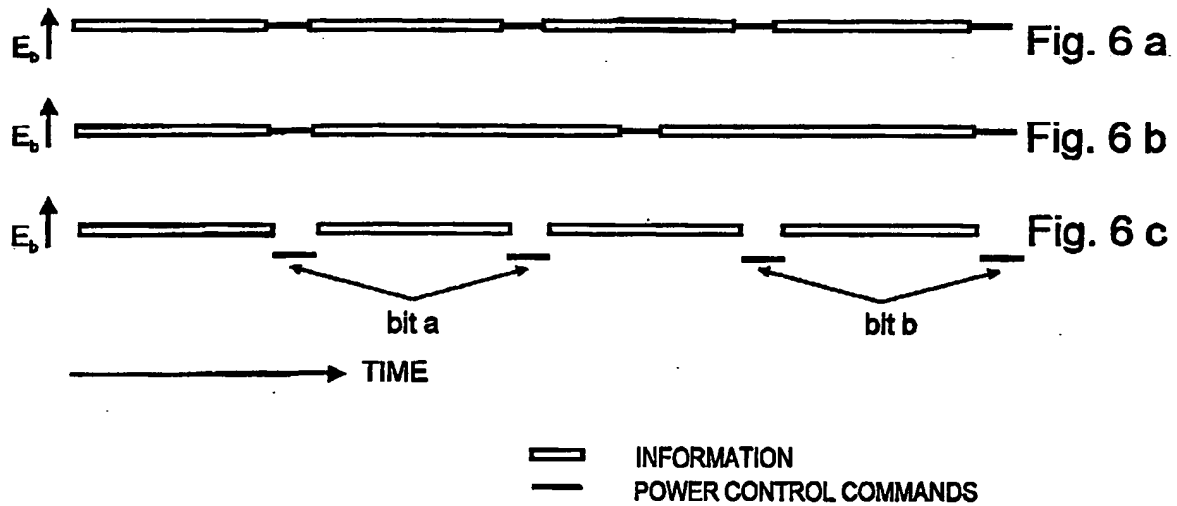 E_b Fig. 6 a
E_b Fig. 6 b
E_b Fig. 6 c
bit a bit b
TIME
INFORMATION
POWER CONTROL COMMANDS